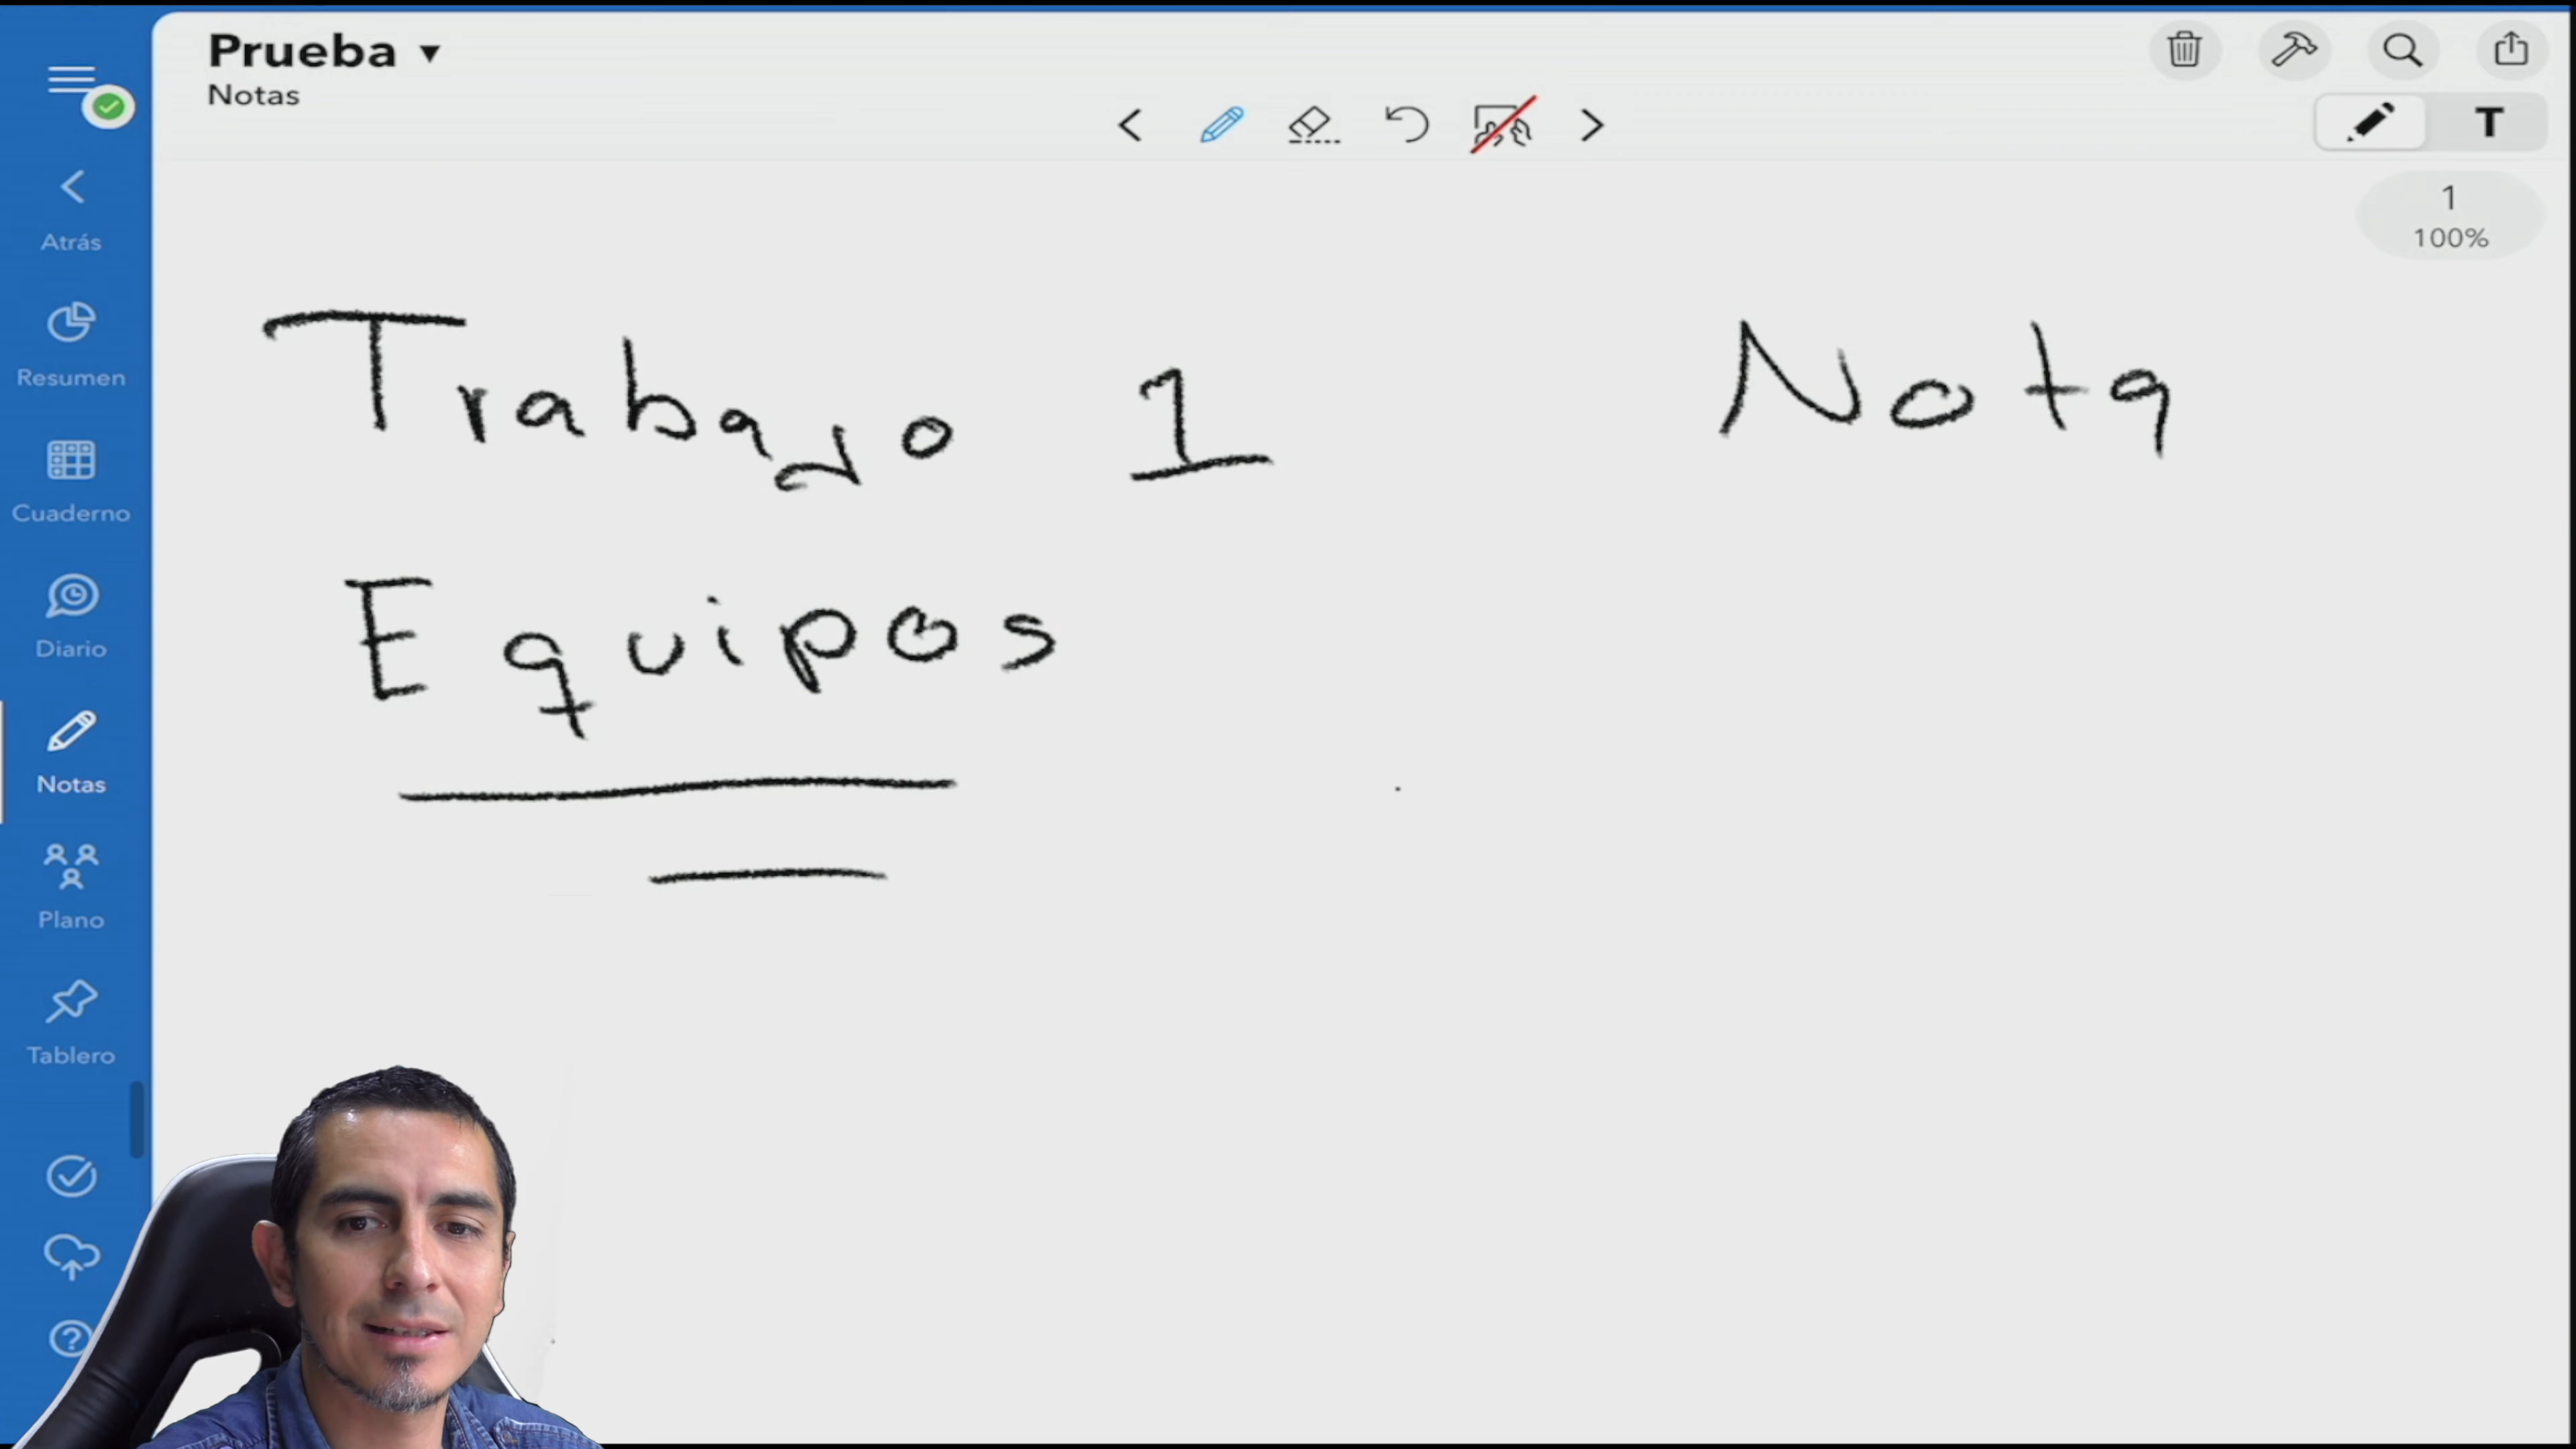 Prueba ▼
Notas
T
1
100%
Atrás
Resumen
Cuaderno
Diario
Notas
Plano
Tablero
Trabajo 1
Nota
Equipos